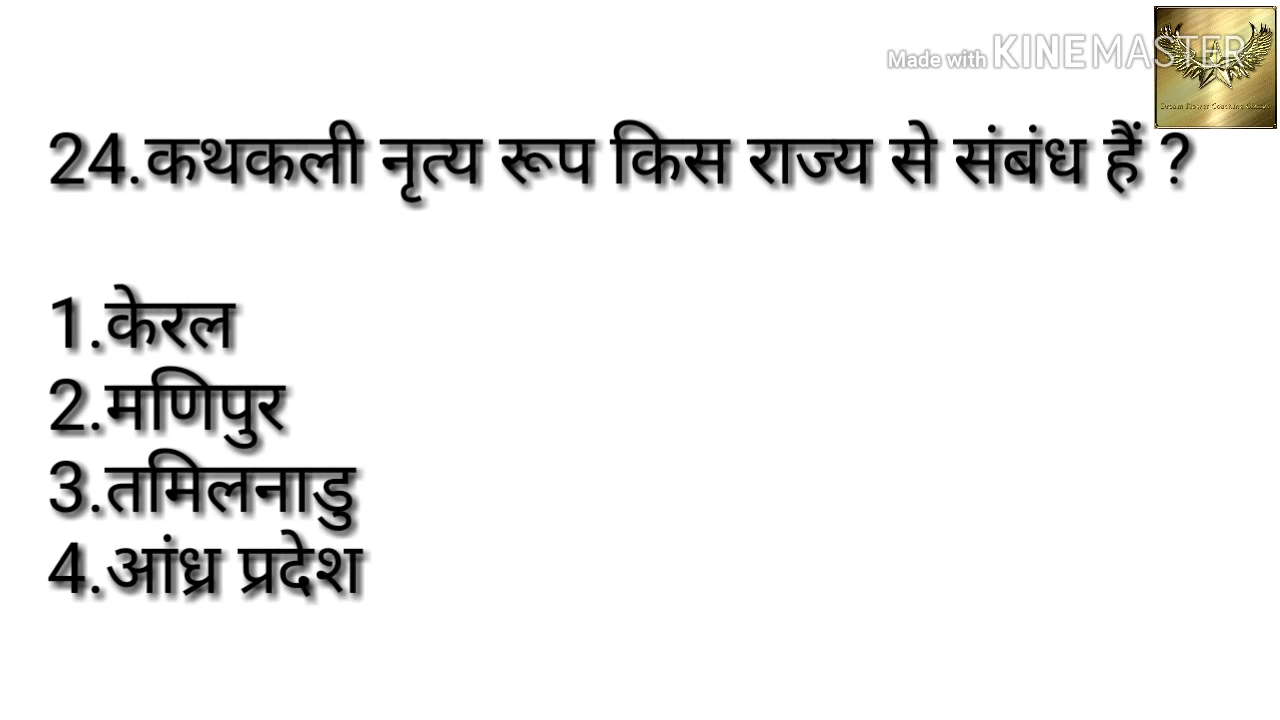 Made with KINEMASTER
24.कथकली नृत्य रूप किस राज्य से संबंध हैं ?
1.केरल
2.मणिपुर
3.तमिलनाडु
4.आंध्र प्रदेश